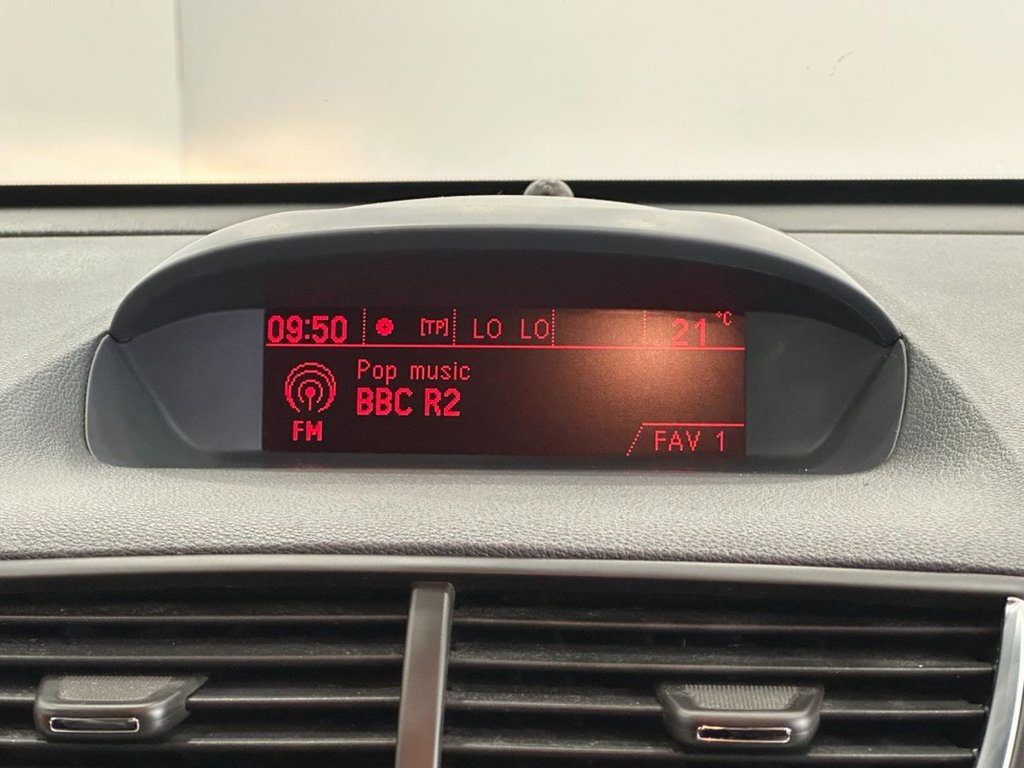 09:50 [TP] LO LO 21 °C
Pop music
BBC R2
FM
FAV 1